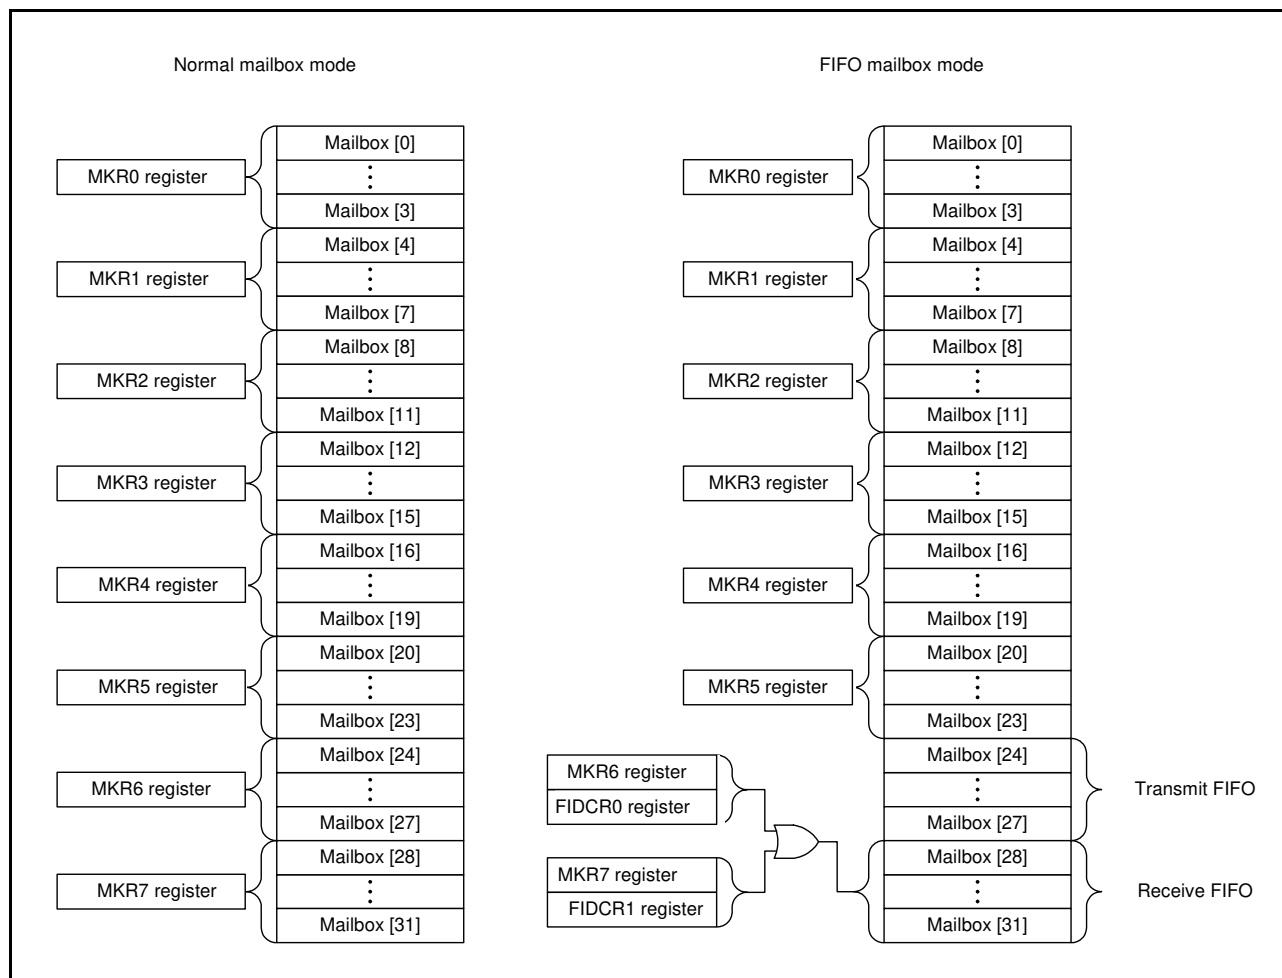 Normal mailbox mode
MKR0 register
Mailbox [0]
Mailbox [3]
MKR1 register
Mailbox [4]
Mailbox [7]
MKR2 register
Mailbox [8]
Mailbox [11]
MKR3 register
Mailbox [12]
Mailbox [15]
MKR4 register
Mailbox [16]
Mailbox [19]
MKR5 register
Mailbox [20]
Mailbox [23]
MKR6 register
Mailbox [24]
Mailbox [27]
MKR7 register
Mailbox [28]
Mailbox [31]
FIFO mailbox mode
MKR0 register
Mailbox [0]
Mailbox [3]
MKR1 register
Mailbox [4]
Mailbox [7]
MKR2 register
Mailbox [8]
Mailbox [11]
MKR3 register
Mailbox [12]
Mailbox [15]
MKR4 register
Mailbox [16]
Mailbox [19]
MKR5 register
Mailbox [20]
Mailbox [23]
MKR6 register
FIDCR0 register
Mailbox [24]
Mailbox [27]
Transmit FIFO
MKR7 register
FIDCR1 register
Mailbox [28]
Mailbox [31]
Receive FIFO